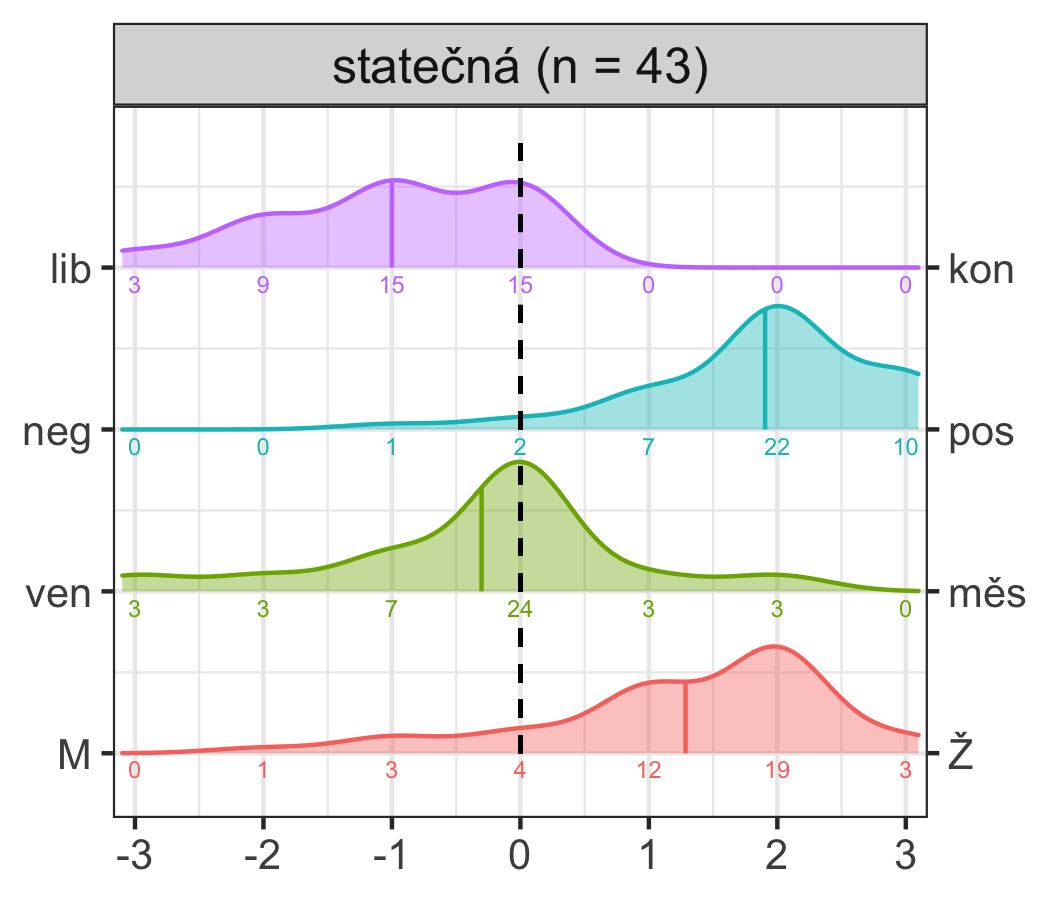 statečná (n = 43)
lib kon
3 9 15 15 0 0 0
neg pos
0 0 1 2 7 22 10
ven měs
3 3 7 24 3 3 0
M Ž
0 1 3 4 12 19 3
-3 -2 -1 0 1 2 3